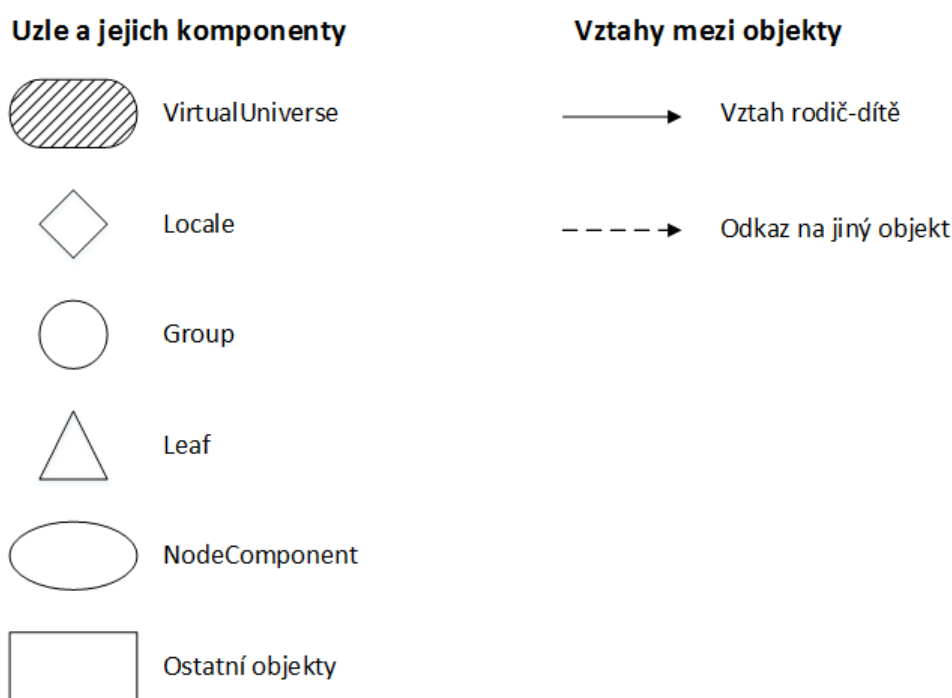 Uzle a jejich komponenty
VirtualUniverse
Locale
Group
Leaf
NodeComponent
Ostatní objekty
Vztahy mezi objekty
Vztah rodič-dítě
Odkaz na jiný objekt